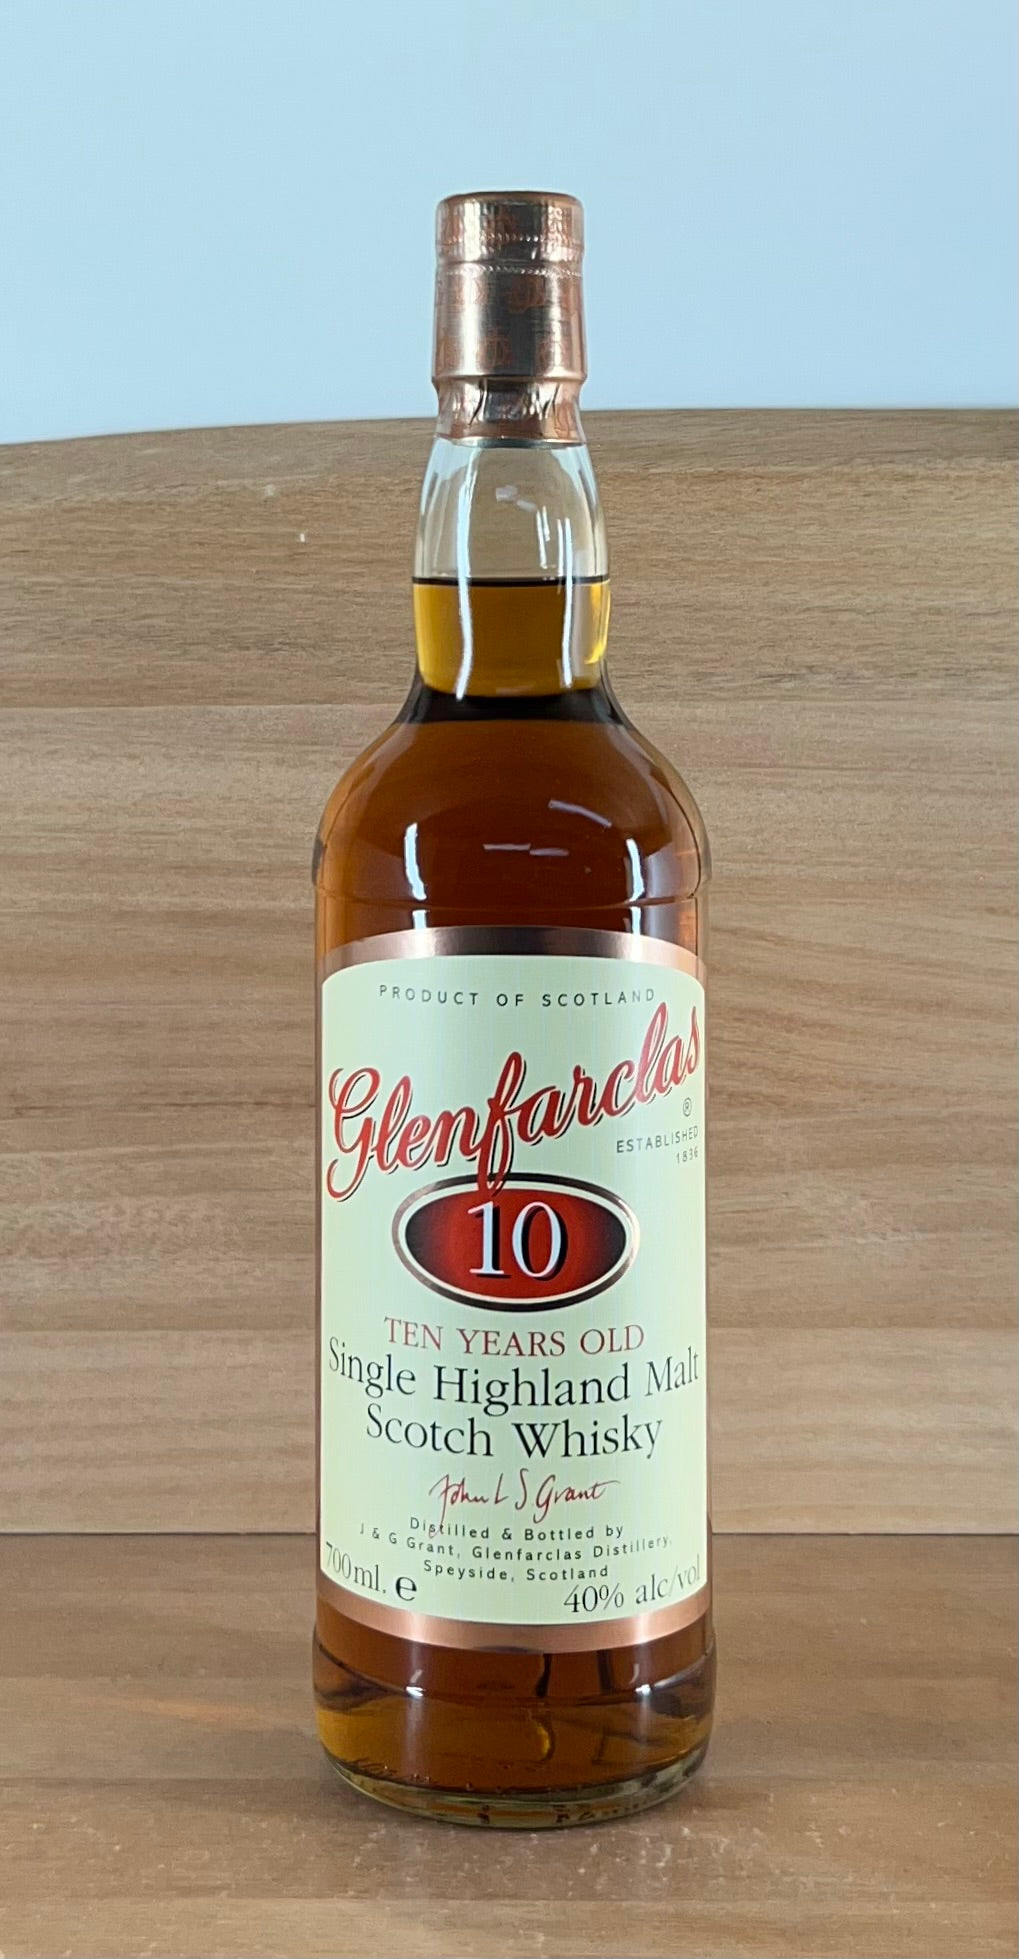 PRODUCT OF SCOTLAND
Glenfarclas
®
ESTABLISHED
1836
10
TEN YEARS OLD
Single Highland Malt
Scotch Whisky
John L S Grant
Distilled & Bottled by
J & G Grant, Glenfarclas Distillery,
Speyside, Scotland
700ml. e 40% alc/vol